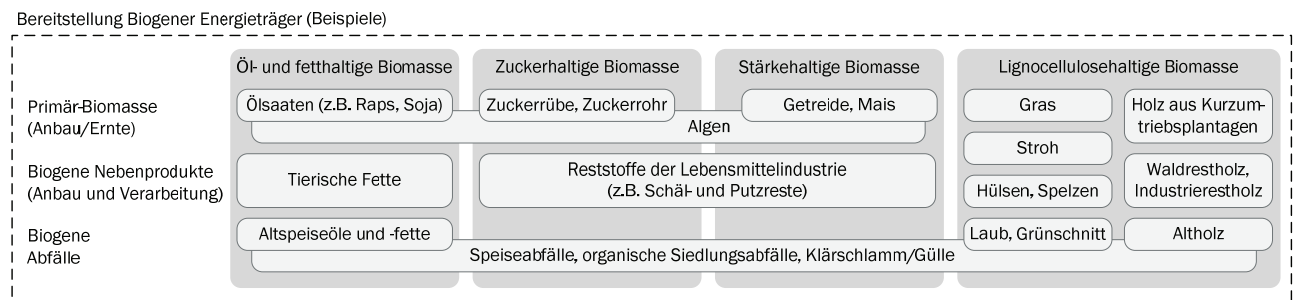 Bereitstellung Biogener Energieträger (Beispiele)
Öl- und fetthaltige Biomasse
Zuckerhaltige Biomasse
Stärkehaltige Biomasse
Lignocellulosehaltige Biomasse
Primär-Biomasse
(Anbau/Ernte)
Ölsaaten (z.B. Raps, Soja)
Zuckerrübe, Zuckerrohr
Getreide, Mais
Algen
Gras
Holz aus Kurzum-
triebsplantagen
Stroh
Biogene Nebenprodukte
(Anbau und Verarbeitung)
Tierische Fette
Reststoffe der Lebensmittelindustrie
(z.B. Schäl- und Putzreste)
Hülsen, Spelzen
Waldrestholz,
Industrierestholz
Biogene
Abfälle
Altspeiseöle und -fette
Speiseabfälle, organische Siedlungsabfälle, Klärschlamm/Gülle
Laub, Grünschnitt
Altholz